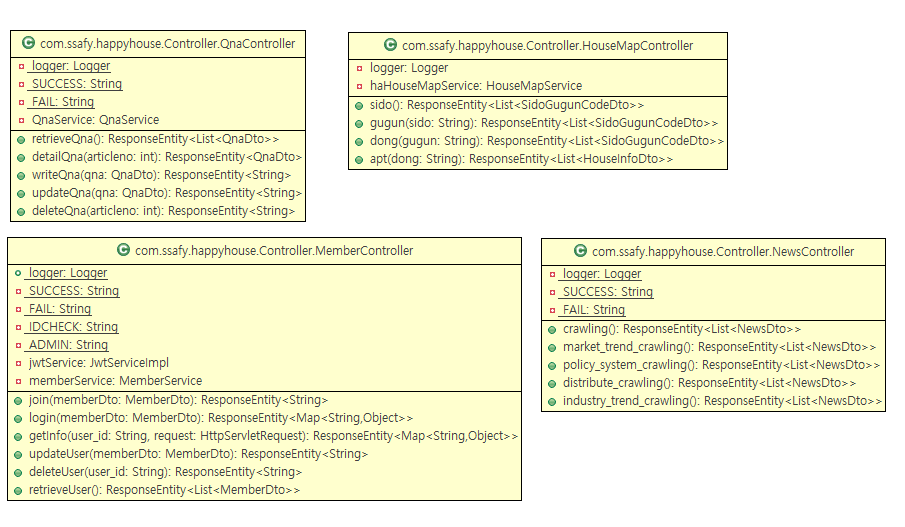 C com.ssafy.happyhouse.Controller.QnaController
logger: Logger
SUCCESS: String
FAIL: String
QnaService: QnaService
retrieveQna(): ResponseEntity<List<QnaDto>>
detailQna(articleno: int): ResponseEntity<QnaDto>
writeQna(qna: QnaDto): ResponseEntity<String>
updateQna(qna: QnaDto): ResponseEntity<String>
deleteQna(articleno: int): ResponseEntity<String>
C com.ssafy.happyhouse.Controller.HouseMapController
logger: Logger
haHouseMapService: HouseMapService
sido(): ResponseEntity<List<SidoGugunCodeDto>>
gugun(sido: String): ResponseEntity<List<SidoGugunCodeDto>>
dong(gugun: String): ResponseEntity<List<SidoGugunCodeDto>>
apt(dong: String): ResponseEntity<List<HouseInfoDto>>
C com.ssafy.happyhouse.Controller.MemberController
logger: Logger
SUCCESS: String
FAIL: String
IDCHECK: String
ADMIN: String
jwtService: JwtServiceImpl
memberService: MemberService
join(memberDto: MemberDto): ResponseEntity<String>
login(memberDto: MemberDto): ResponseEntity<Map<String,Object>>
getInfo(user_id: String, request: HttpServletRequest): ResponseEntity<Map<String,Object>>
updateUser(memberDto: MemberDto): ResponseEntity<String>
deleteUser(user_id: String): ResponseEntity<String>
retrieveUser(): ResponseEntity<List<MemberDto>>
C com.ssafy.happyhouse.Controller.NewsController
logger: Logger
SUCCESS: String
FAIL: String
crawling(): ResponseEntity<List<NewsDto>>
market_trend_crawling(): ResponseEntity<List<NewsDto>>
policy_system_crawling(): ResponseEntity<List<NewsDto>>
distribute_crawling(): ResponseEntity<List<NewsDto>>
industry_trend_crawling(): ResponseEntity<List<NewsDto>>